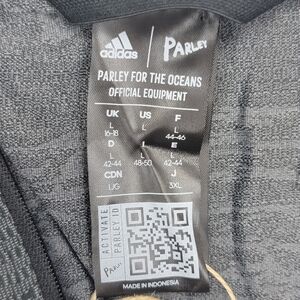 adidas PARLEY
PARLEY FOR THE OCEANS
OFFICIAL EQUIPMENT
UK US F
L L L
16-18 44-46
D I E
L L L
42-44 48-50 42-44
CDN J
L/G 3XL
ACTIVATE
PARLEY ID
MADE IN INDONESIA